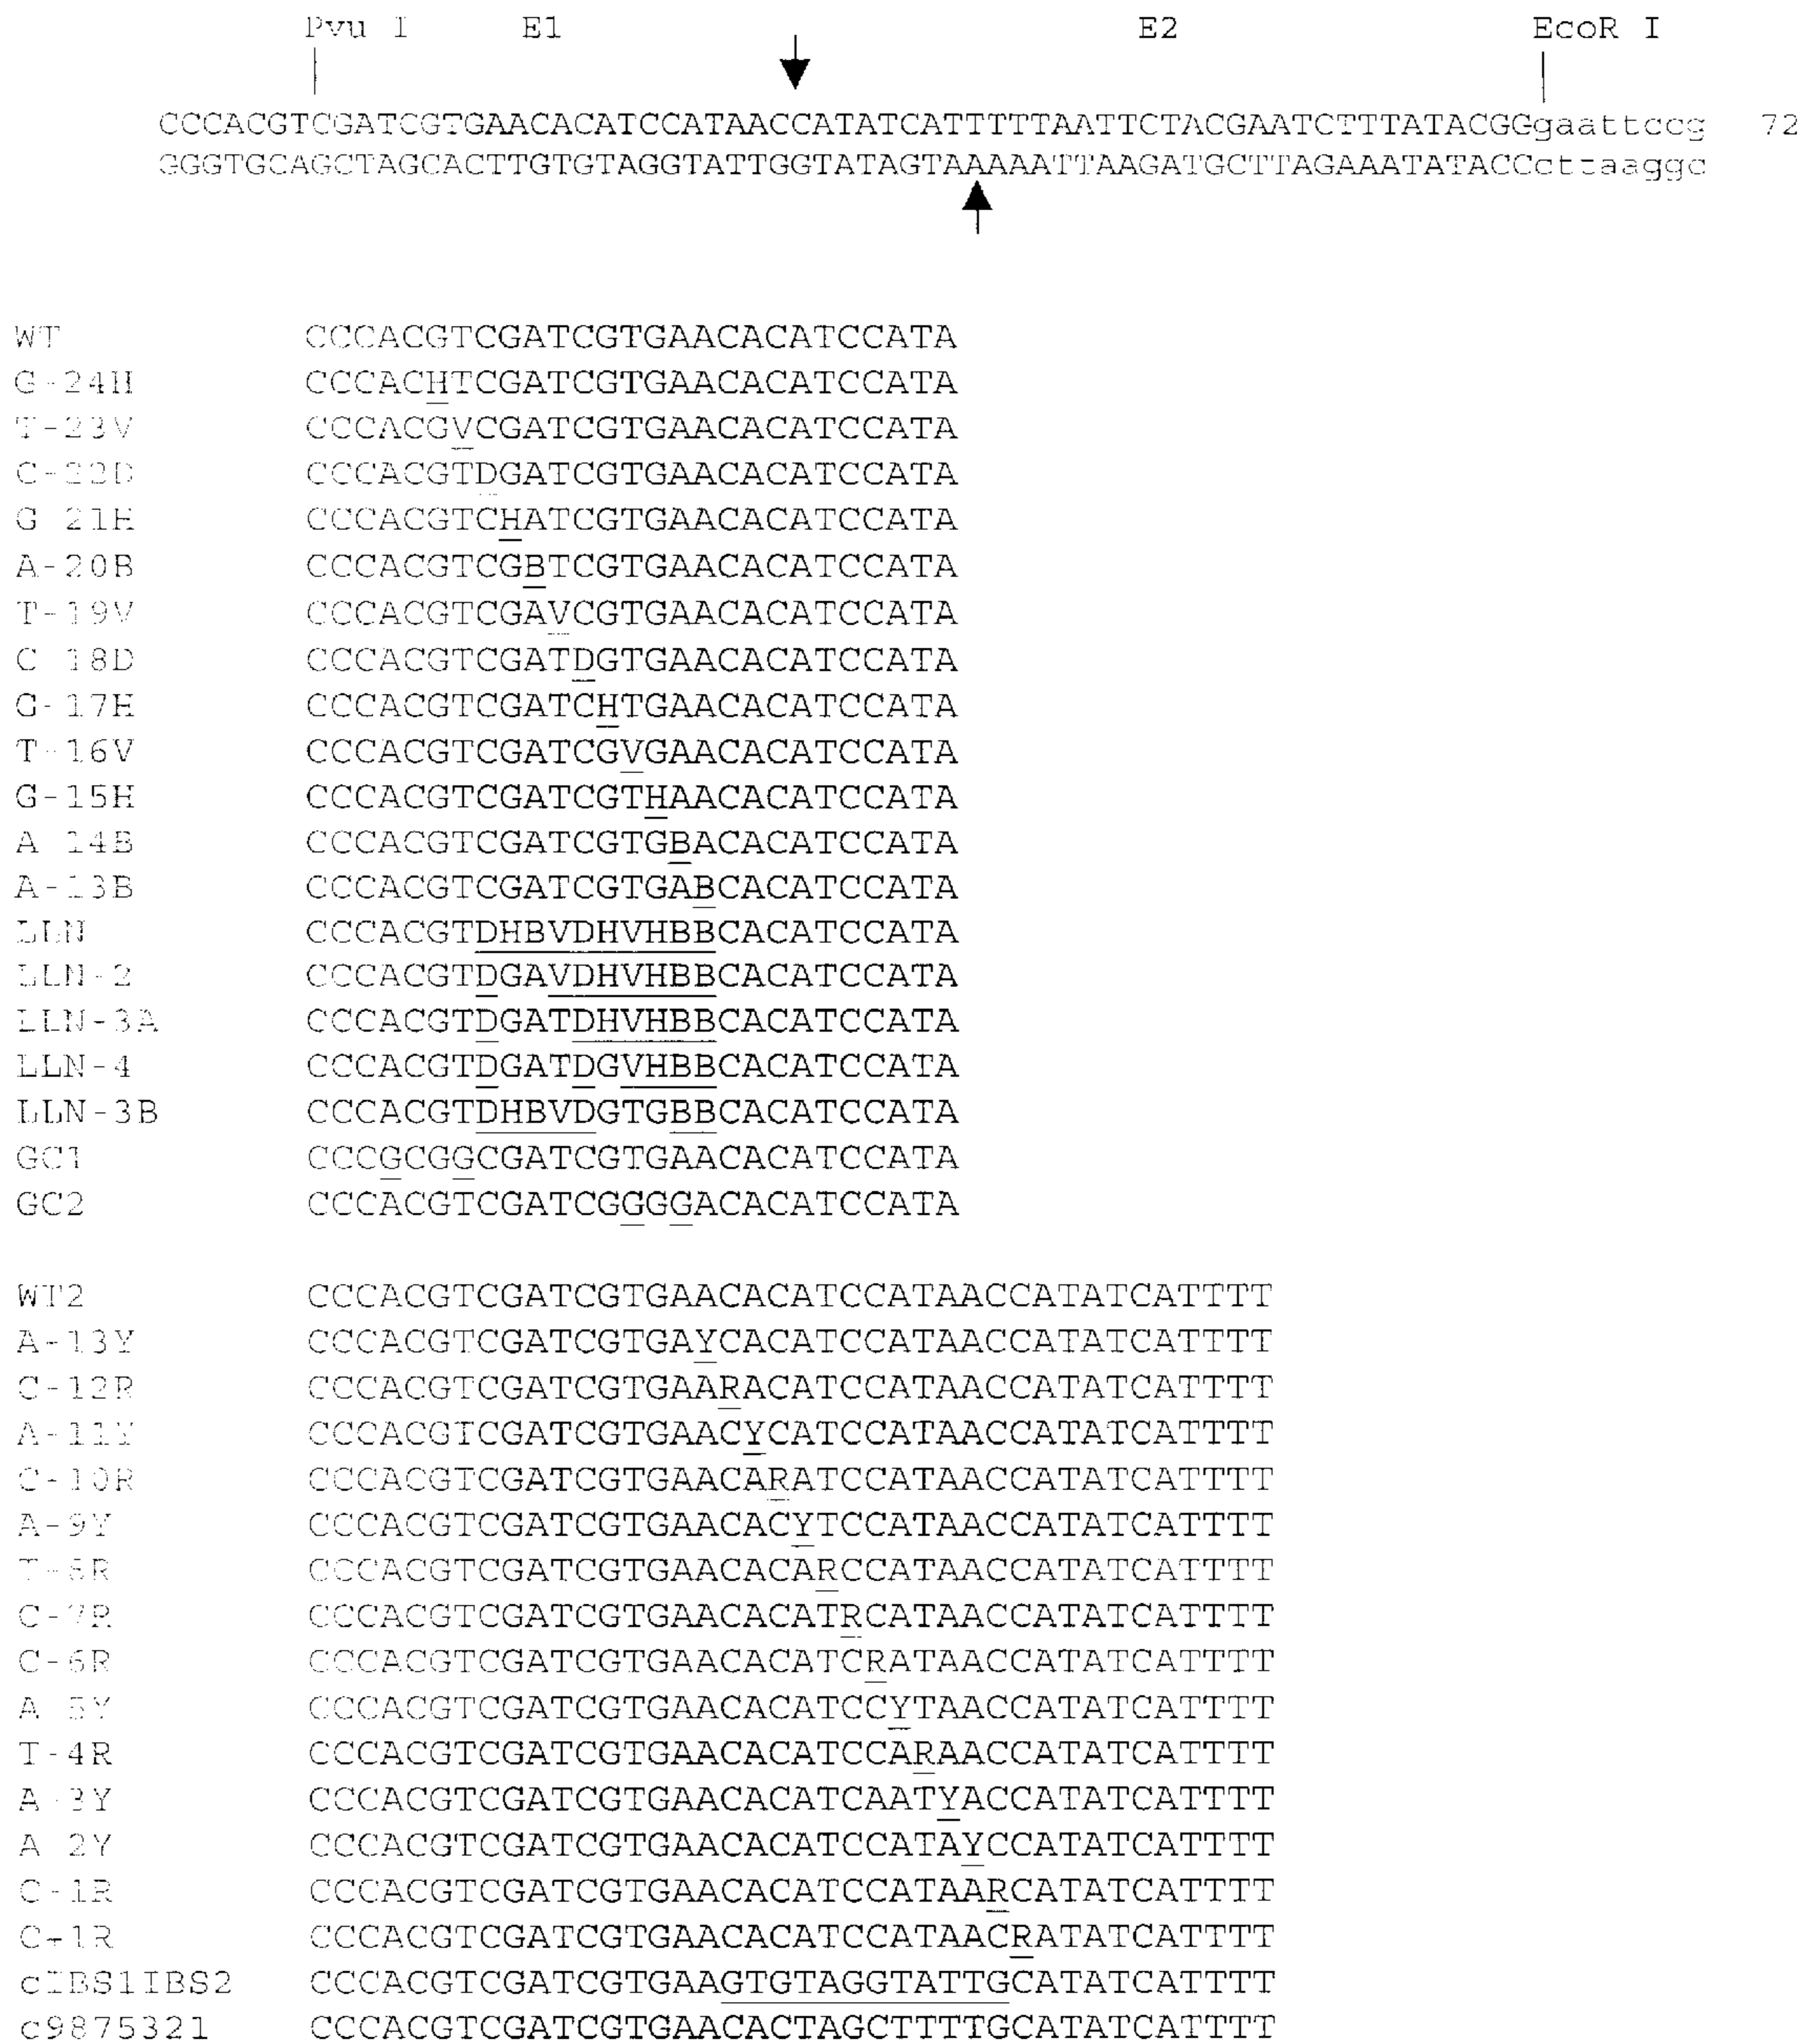 Pvu I E1 E2 EcoR I
CCCACGTCGATCGTGAACACATCCATAACCATATCATTTTTAATTCTACGAATCTTTATACGGgaattccg 72
GGGTGCAGCTAGCACTTGTGTAGGTATTGGTATAGTAAAAATTAAGATGCTTAGAAATATACCcttaaggc
WT CCCACGTCGATCGTGAACACATCCATA
G-24H CCCACHTCGATCGTGAACACATCCATA
T-23V CCCACGVCGATCGTGAACACATCCATA
C-22D CCCACGTDGATCGTGAACACATCCATA
G 21H CCCACGTCHATCGTGAACACATCCATA
A-20B CCCACGTCGBTCGTGAACACATCCATA
T-19V CCCACGTCGAVCGTGAACACATCCATA
C 18D CCCACGTCGATDGTGAACACATCCATA
G-17H CCCACGTCGATCHTGAACACATCCATA
T-16V CCCACGTCGATCGVGAACACATCCATA
G-15H CCCACGTCGATCGTHAACACATCCATA
A 14B CCCACGTCGATCGTGBACACATCCATA
A-13B CCCACGTCGATCGTGABCACATCCATA
LLN CCCACGTDHBVDHVHBBCACATCCATA
LLN-2 CCCACGTDGAVDHVHBBCACATCCATA
LLN-3A CCCACGTDGATDHVHBBCACATCCATA
LLN-4 CCCACGTDGATDGVHBBCACATCCATA
LLN-3B CCCACGTDHBVDGTGBBCACATCCATA
GC1 CCCGCGGCGATCGTGAACACATCCATA
GC2 CCCACGTCGATCGGGGACACATCCATA
WT2 CCCACGTCGATCGTGAACACATCCATAACCATATCATTTT
A-13Y CCCACGTCGATCGTGAYCACATCCATAACCATATCATTTT
C-12R CCCACGTCGATCGTGAARACATCCATAACCATATCATTTT
A-11Y CCCACGTCGATCGTGAACYCATCCATAACCATATCATTTT
C-10R CCCACGTCGATCGTGAACARATCCATAACCATATCATTTT
A-9Y CCCACGTCGATCGTGAACACYTCCATAACCATATCATTTT
T-8R CCCACGTCGATCGTGAACACARCCATAACCATATCATTTT
C-7R CCCACGTCGATCGTGAACACATRCATAACCATATCATTTT
C-6R CCCACGTCGATCGTGAACACATCRATAACCATATCATTTT
A 5Y CCCACGTCGATCGTGAACACATCCYTAACCATATCATTTT
T-4R CCCACGTCGATCGTGAACACATCCARAACCATATCATTTT
A-3Y CCCACGTCGATCGTGAACACATCAATYACCATATCATTTT
A 2Y CCCACGTCGATCGTGAACACATCCATAYCCATATCATTTT
C-1R CCCACGTCGATCGTGAACACATCCATAARCATATCATTTT
C+1R CCCACGTCGATCGTGAACACATCCATAACRATATCATTTT
cIBS1IBS2 CCCACGTCGATCGTGAAGTGTAGGTATTGCATATCATTTT
c9875321 CCCACGTCGATCGTGAACACTAGCTTTTGCATATCATTTT